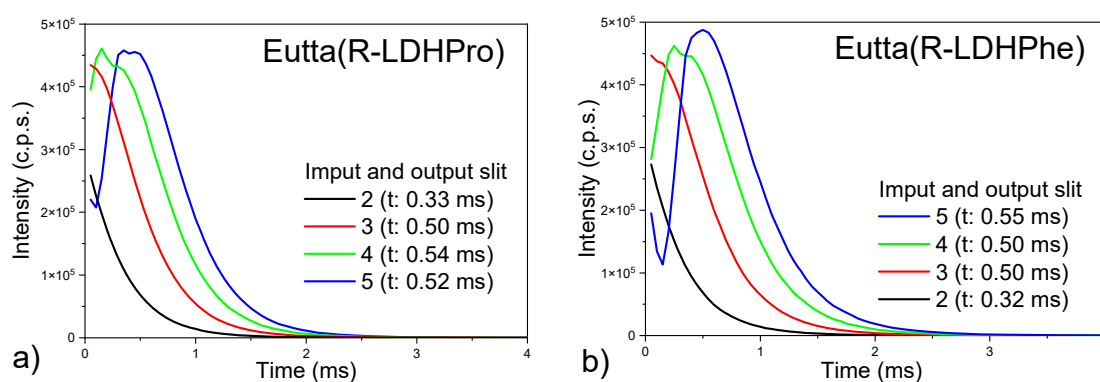 Eutta(R-LDHPro)
5×10⁵
4×10⁵
3×10⁵
2×10⁵
1×10⁵
0
Intensity (c.p.s.)
Imput and output slit
2 (t: 0.33 ms)
3 (t: 0.50 ms)
4 (t: 0.54 ms)
5 (t: 0.52 ms)
0 1 2 3 4
Time (ms)
a)
Eutta(R-LDHPhe)
5×10⁵
4×10⁵
3×10⁵
2×10⁵
1×10⁵
0
Intensity (c.p.s.)
Imput and output slit
5 (t: 0.55 ms)
4 (t: 0.50 ms)
3 (t: 0.50 ms)
2 (t: 0.32 ms)
0 1 2 3
Time (ms)
b)